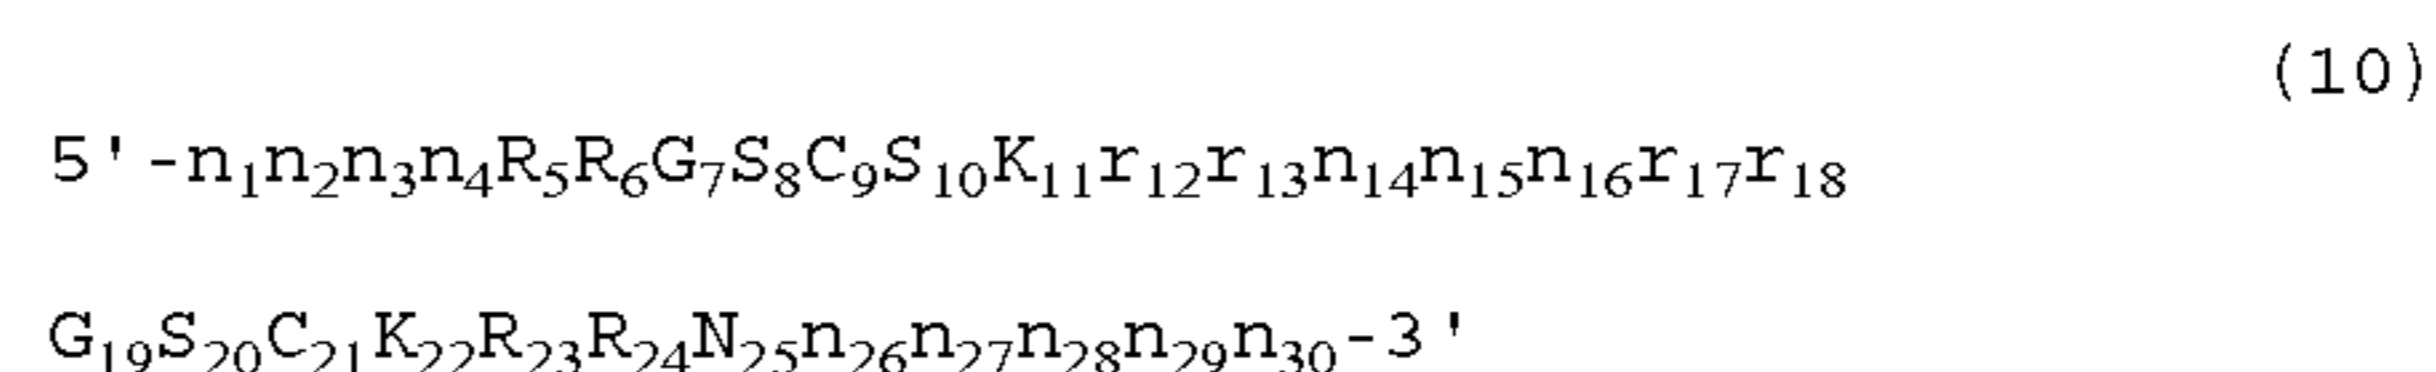 (10)
5'-n₁n₂n₃n₄R₅R₆G₇S₈C₉S₁₀K₁₁r₁₂r₁₃n₁₄n₁₅n₁₆r₁₇r₁₈
G₁₉S₂₀C₂₁K₂₂R₂₃R₂₄N₂₅n₂₆n₂₇n₂₈n₂₉n₃₀-3'